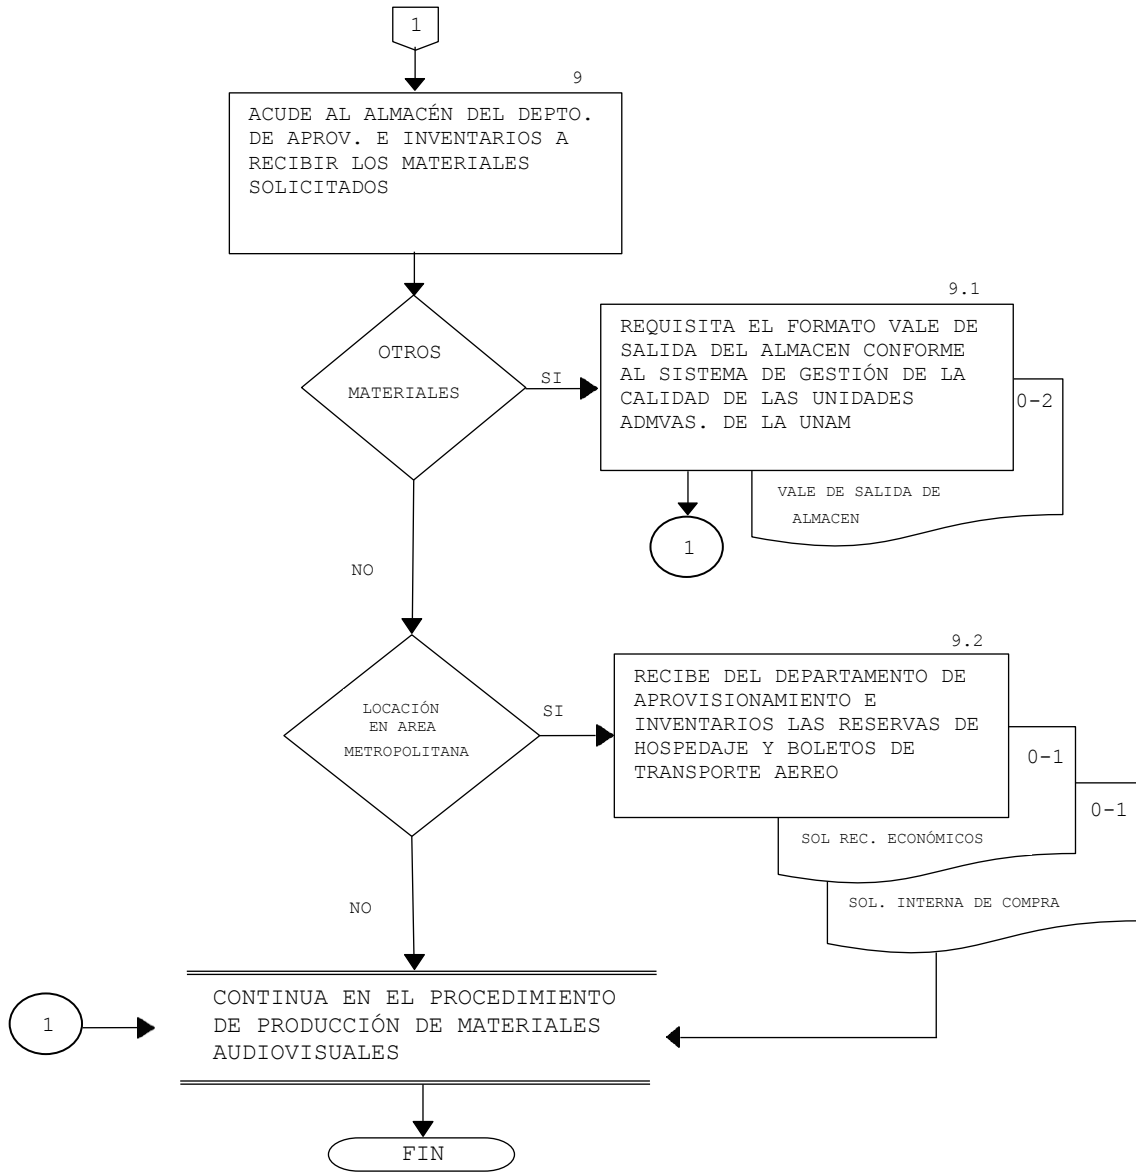 1
9
ACUDE AL ALMACÉN DEL DEPTO.
DE APROV. E INVENTARIOS A
RECIBIR LOS MATERIALES
SOLICITADOS
9.1
OTROS
MATERIALES
SI
REQUISITA EL FORMATO VALE DE
SALIDA DEL ALMACEN CONFORME
AL SISTEMA DE GESTIÓN DE LA
CALIDAD DE LAS UNIDADES
ADMVAS. DE LA UNAM
0-2
VALE DE SALIDA DE
ALMACEN
1
NO
9.2
LOCACIÓN
EN AREA
METROPOLITANA
SI
RECIBE DEL DEPARTAMENTO DE
APROVISIONAMIENTO E
INVENTARIOS LAS RESERVAS DE
HOSPEDAJE Y BOLETOS DE
TRANSPORTE AEREO
0-1
0-1
SOL REC. ECONÓMICOS
SOL. INTERNA DE COMPRA
NO
1
CONTINUA EN EL PROCEDIMIENTO
DE PRODUCCIÓN DE MATERIALES
AUDIOVISUALES
FIN